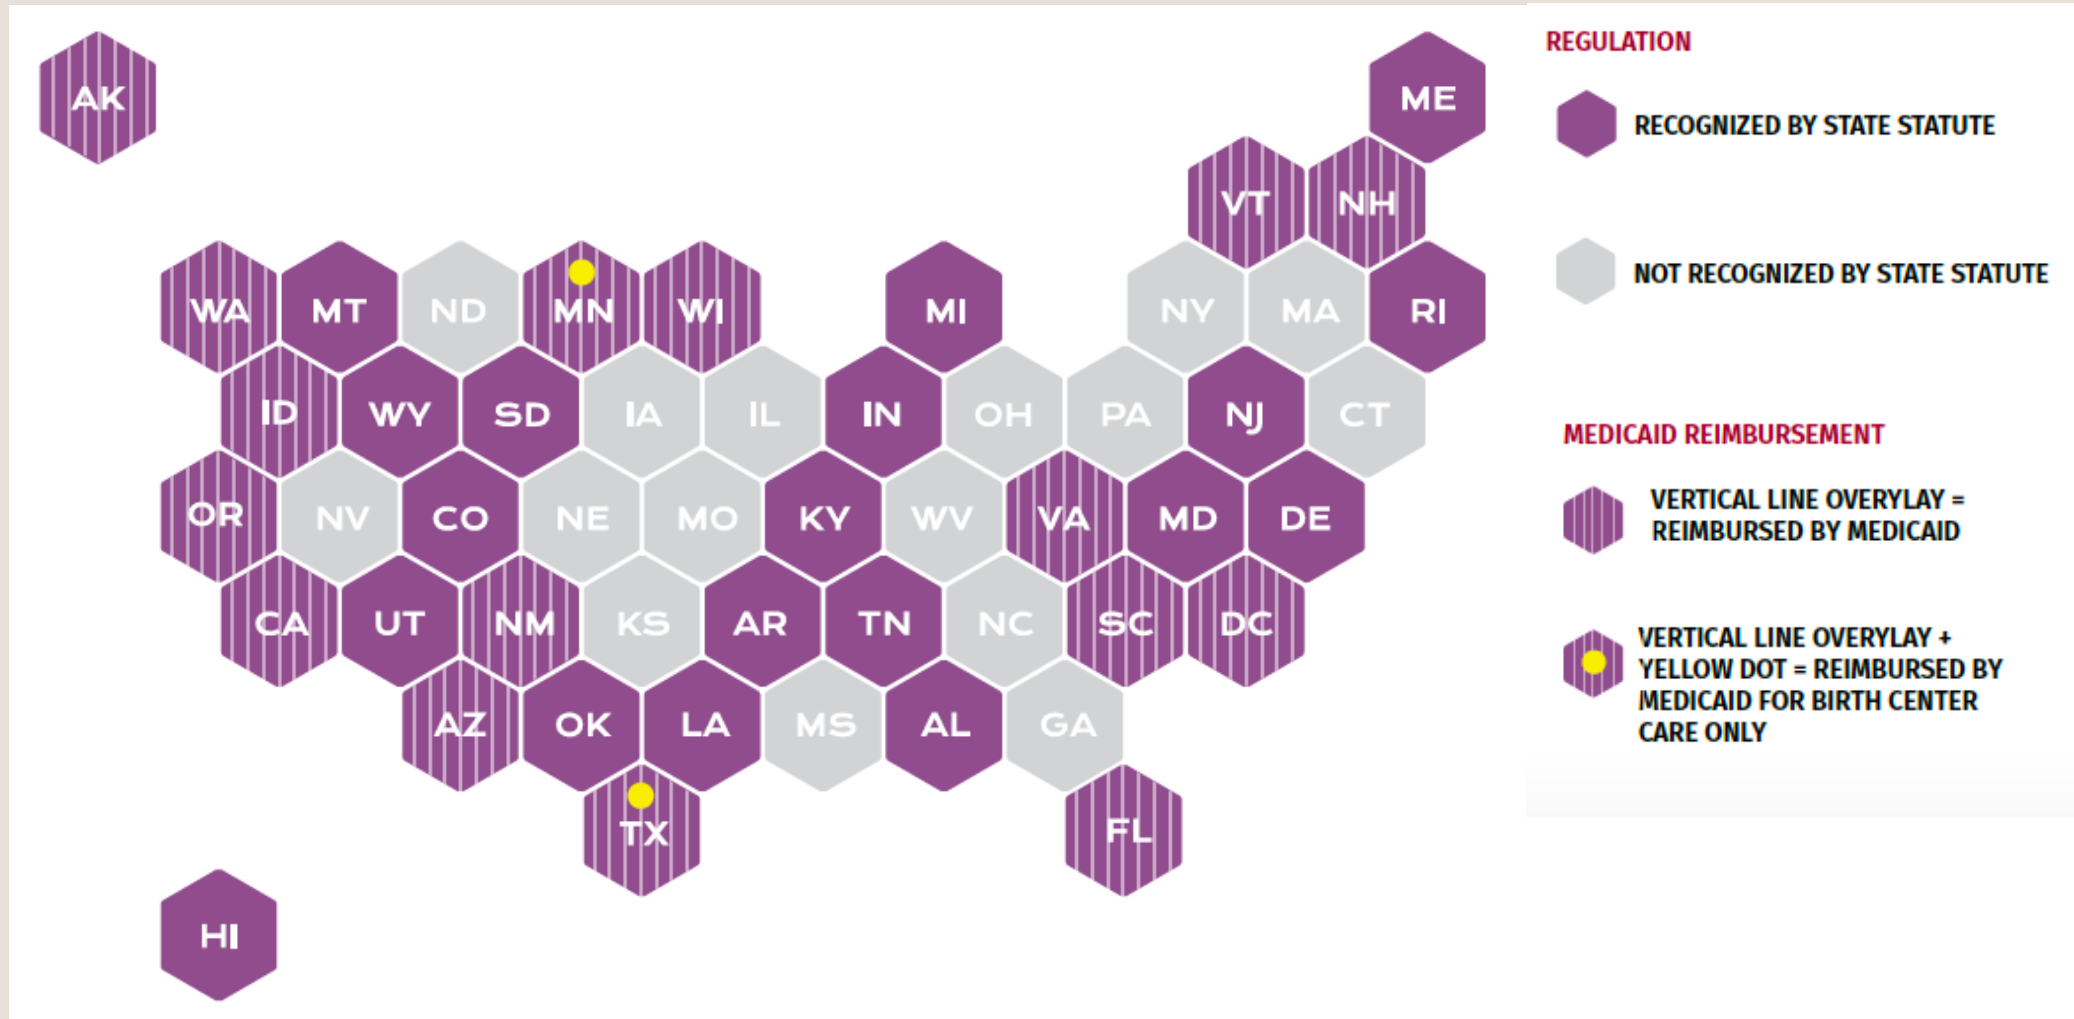 AK
ME
VT
NH
WA
MT
ND
MN
WI
MI
NY
MA
RI
ID
WY
SD
IA
IL
IN
OH
PA
NJ
CT
OR
NV
CO
NE
MO
KY
WV
VA
MD
DE
CA
UT
NM
KS
AR
TN
NC
SC
DC
AZ
OK
LA
MS
AL
GA
TX
FL
HI
REGULATION
RECOGNIZED BY STATE STATUTE
NOT RECOGNIZED BY STATE STATUTE
MEDICAID REIMBURSEMENT
VERTICAL LINE OVERYLAY =
REIMBURSED BY MEDICAID
VERTICAL LINE OVERYLAY +
YELLOW DOT = REIMBURSED BY
MEDICAID FOR BIRTH CENTER
CARE ONLY